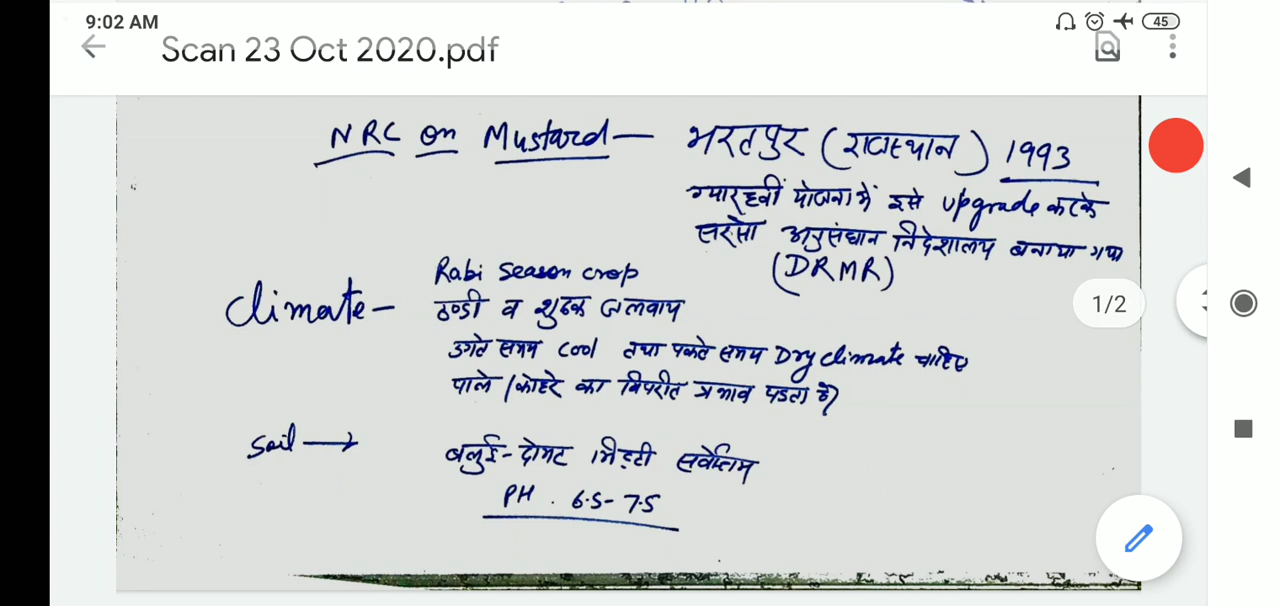 9:02 AM
45
Scan 23 Oct 2020.pdf
NRC on Mustard— भरतपुर (राजस्थान) 1993
ग्यारहवीं योजना में इसे upgrade करके
सरसों अनुसंधान निदेशालय बनाया गया
(DRMR)
Rabi season crop
Climate- ठण्डी व शुष्क जलवायु
1/2
उगते समय cool तथा पकते समय Dry climate चाहिए
पाले/कोहरे का विपरीत प्रभाव पडता है)
Soil → बलुई-दोमट मिट्टी सर्वोत्तम
PH . 6.5-7.5